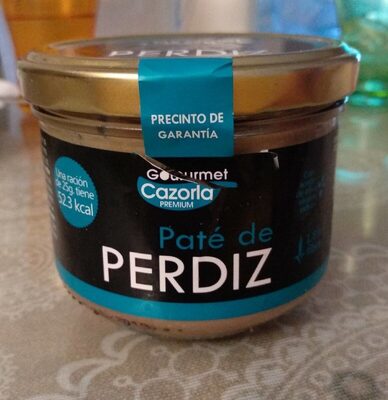 PERDIZ
PRECINTO DE
GARANTÍA
Gourmet
Cazorla
PREMIUM
Una ración
de 25g. tiene
52.3 kcal
Paté de
PERDIZ